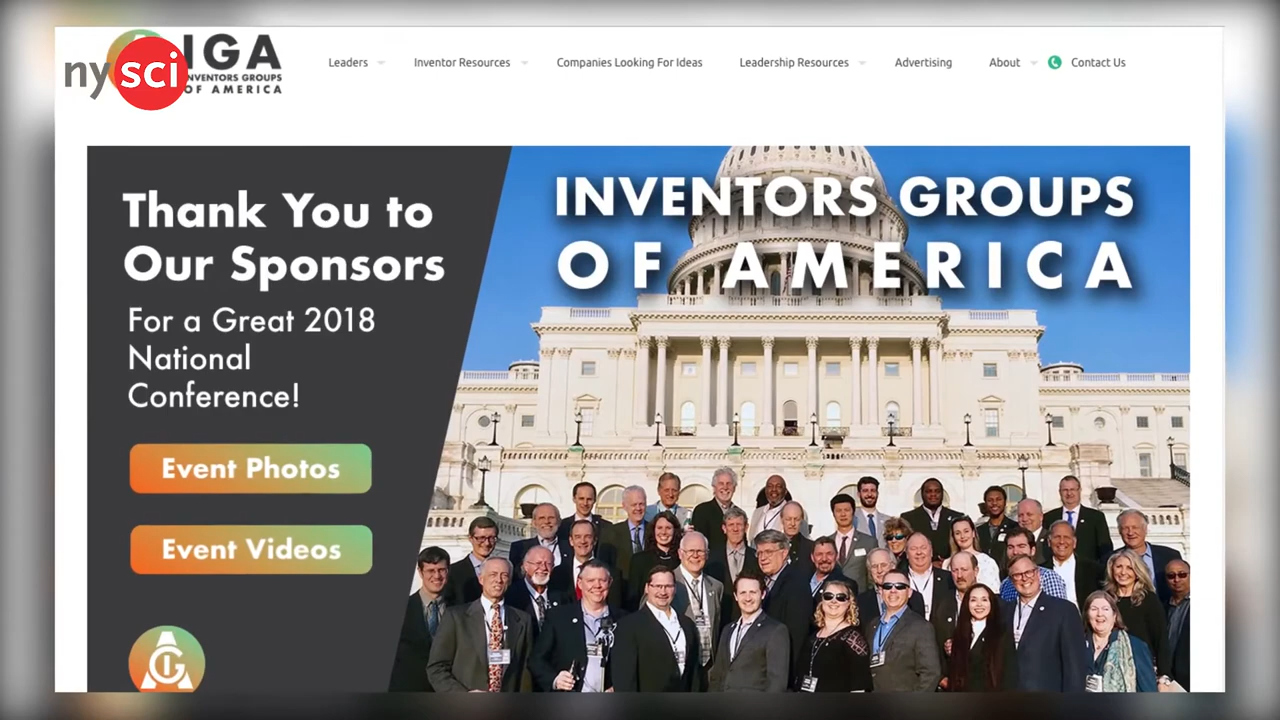 nysci
IGA
INVENTORS GROUPS
OF AMERICA
Leaders
Inventor Resources
Companies Looking For Ideas
Leadership Resources
Advertising
About
Contact Us
Thank You to
Our Sponsors
For a Great 2018
National
Conference!
Event Photos
Event Videos
INVENTORS GROUPS
OF AMERICA